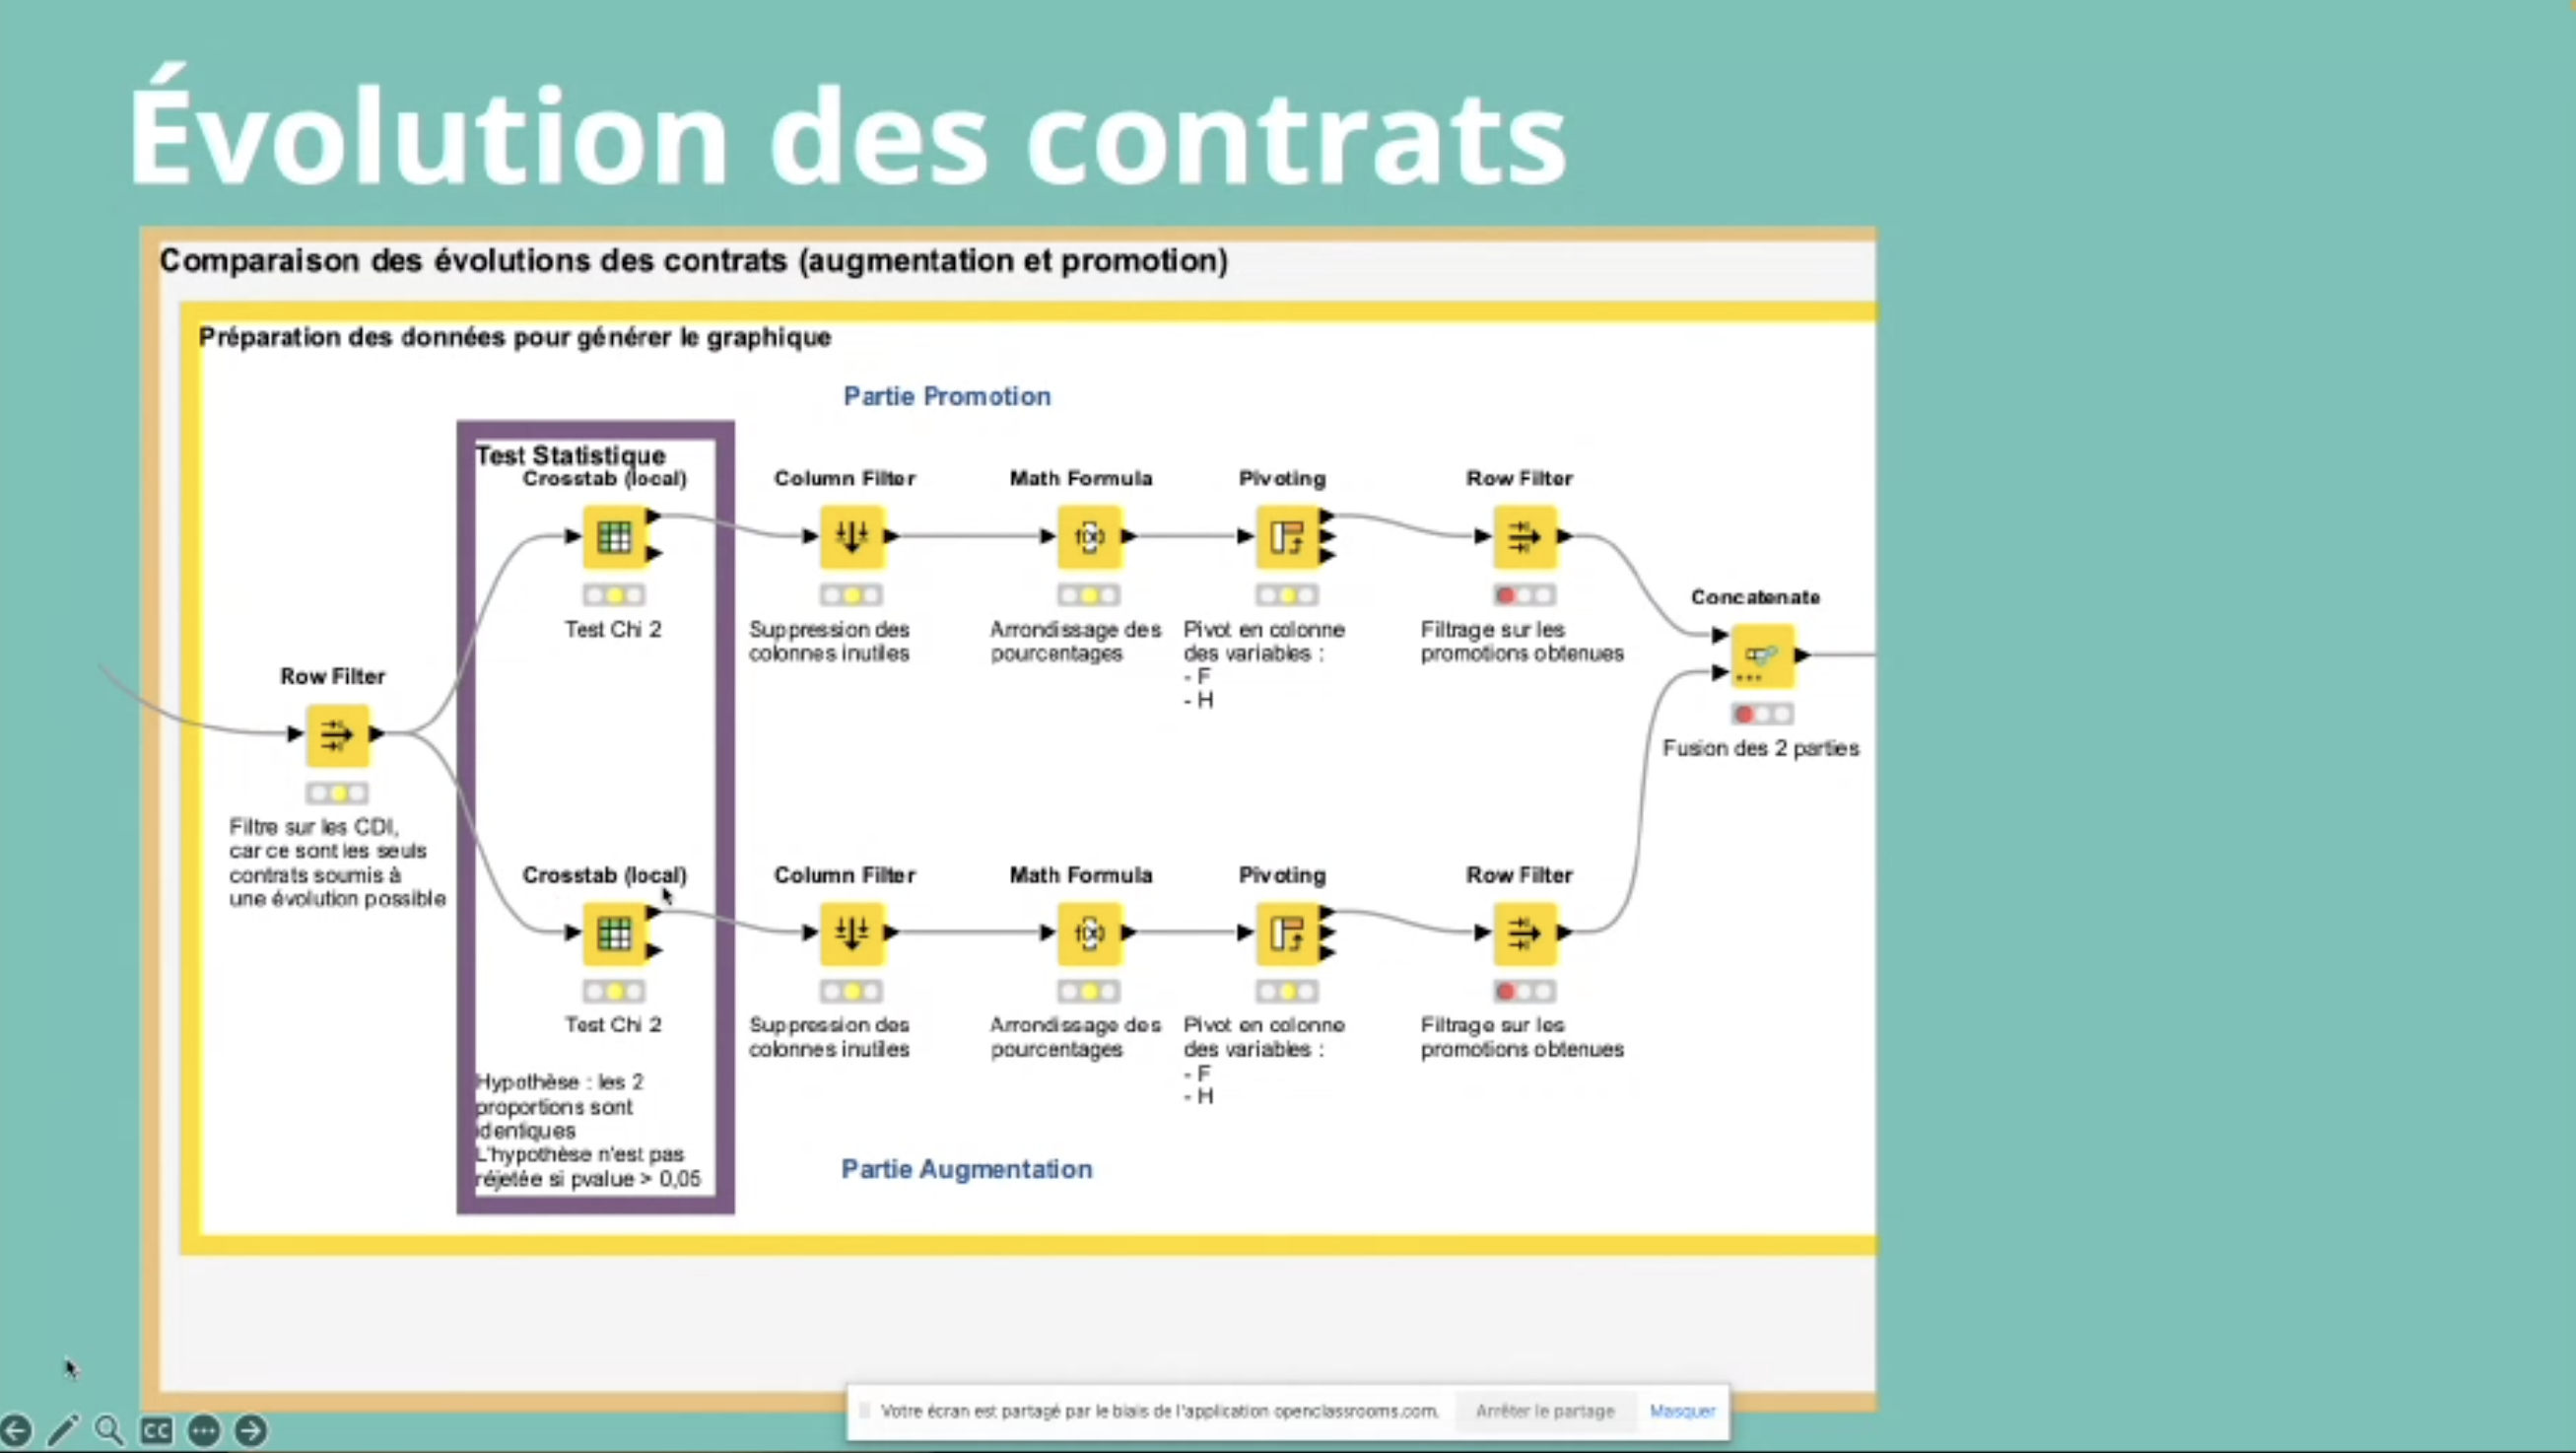 Évolution des contrats
Comparaison des évolutions des contrats (augmentation et promotion)
Préparation des données pour générer le graphique
Partie Promotion
Test Statistique
Crosstab (local)
Test Chi 2
Column Filter
Suppression des
colonnes inutiles
Math Formula
f(x)
Arrondissage des
pourcentages
Pivoting
Pivot en colonne
des variables :
- F
- H
Row Filter
Filtrage sur les
promotions obtenues
Concatenate
Fusion des 2 parties
Row Filter
Filtre sur les CDI,
car ce sont les seuls
contrats soumis à
une évolution possible
Crosstab (local)
Test Chi 2
Hypothèse : les 2
proportions sont
identiques
L'hypothèse n'est pas
réjetée si pvalue > 0,05
Column Filter
Suppression des
colonnes inutiles
Math Formula
f(x)
Arrondissage des
pourcentages
Pivoting
Pivot en colonne
des variables :
- F
- H
Row Filter
Filtrage sur les
promotions obtenues
Partie Augmentation
Votre écran est partagé par le biais de l'application openclassrooms.com.
Arrêter le partage
Masquer
CC